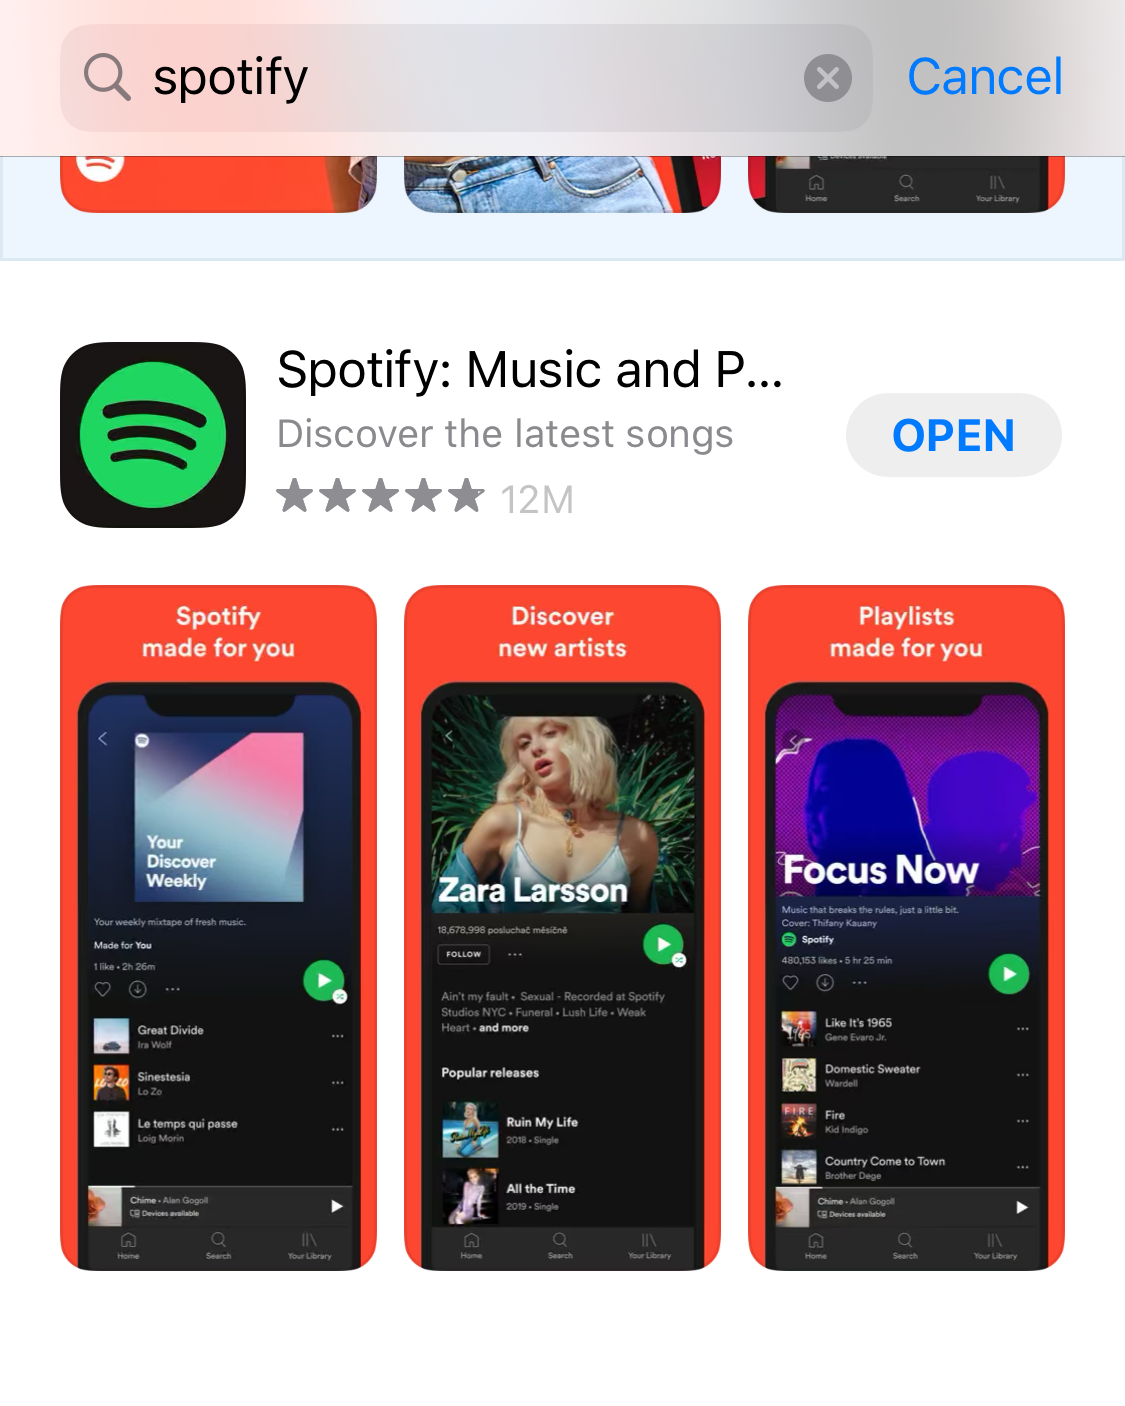 spotify
Cancel
Devices available
Home
Search
Your Library
Spotify: Music and P...
Discover the latest songs
12M
OPEN
Spotify
made for you
Your
Discover
Weekly
Your weekly mixtape of fresh music.
Made for You
1 like • 2h 26m
Great Divide
Ira Wolf
Sinestesia
Lo Zo
Le temps qui passe
Loig Morin
Chime • Alan Gogoll
Devices available
Home
Search
Your Library
Discover
new artists
Zara Larsson
18,678,998 posluchač měsíčně
FOLLOW
Ain't my fault • Sexual - Recorded at Spotify
Studios NYC • Funeral • Lush Life • Weak
Heart • and more
Popular releases
Ruin My Life
2018 • Single
All the Time
2019 • Single
Home
Search
Your Library
Playlists
made for you
Focus Now
Music that breaks the rules, just a little bit.
Cover: Thifany Kauany
Spotify
480,153 likes • 5 hr 25 min
Like It's 1965
Gene Evaro Jr.
Domestic Sweater
Wardell
FIRE
Fire
Kid Indigo
Country Come to Town
Brother Dege
Chime • Alan Gogoll
Devices available
Home
Search
Your Library